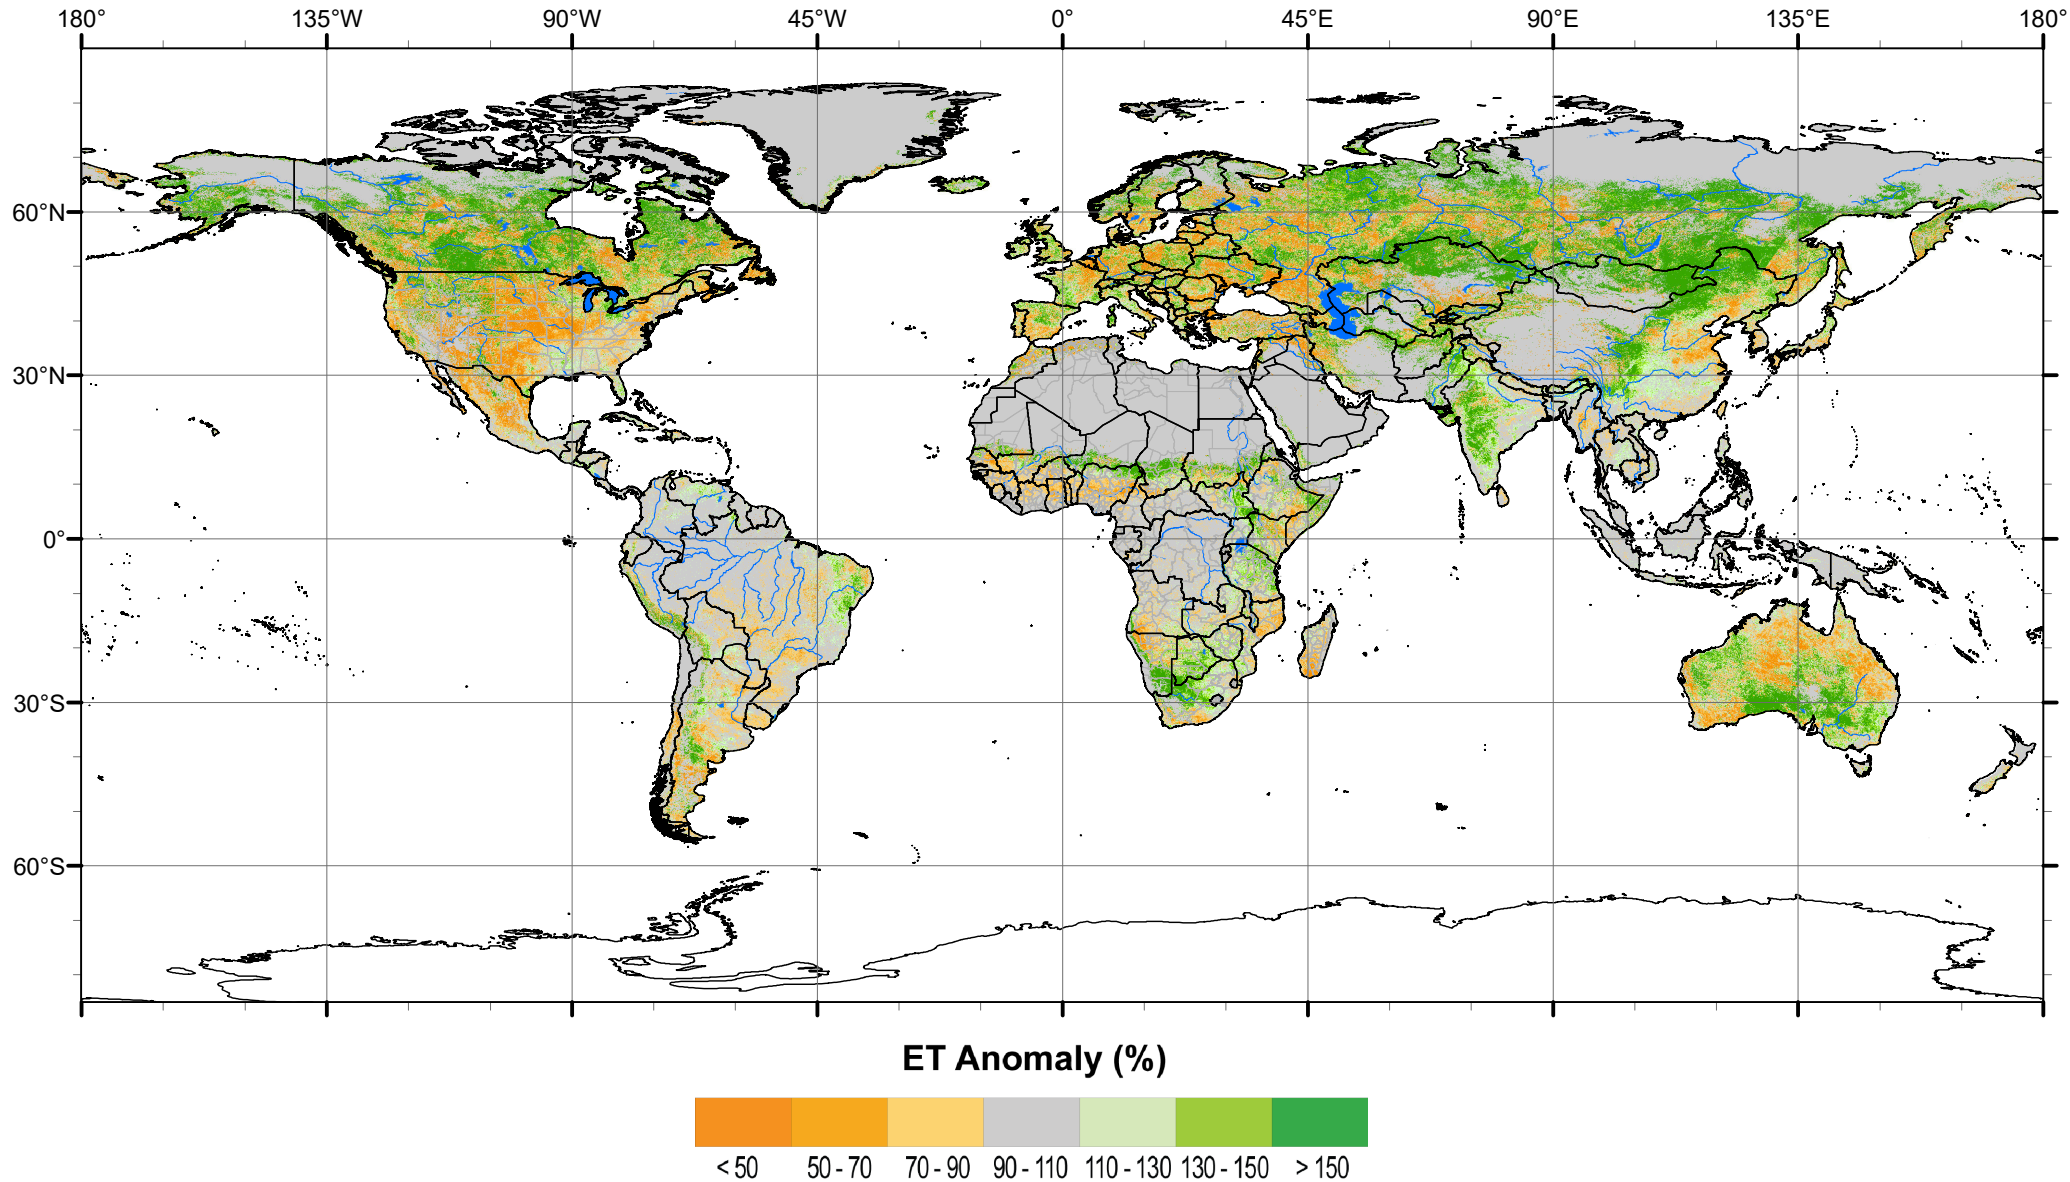 180° 135°W 90°W 45°W 0° 45°E 90°E 135°E 180°
60°N
30°N
0°
30°S
60°S
ET Anomaly (%)
< 50 50 - 70 70 - 90 90 - 110 110 - 130 130 - 150 > 150